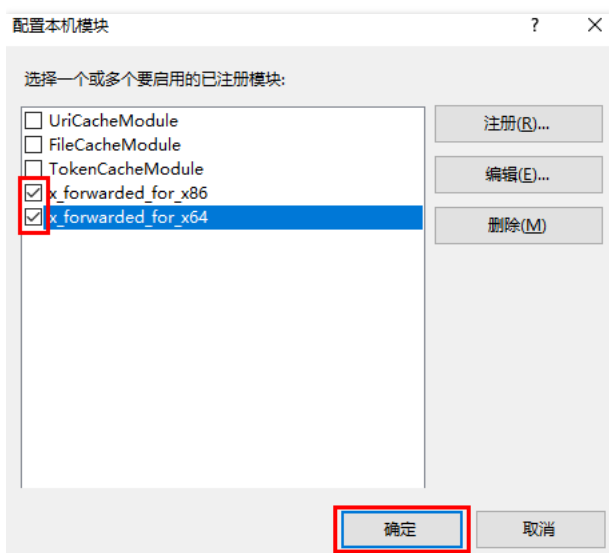 配置本机模块
?
选择一个或多个要启用的已注册模块:
UriCacheModule
FileCacheModule
TokenCacheModule
x_forwarded_for_x86
x_forwarded_for_x64
注册(R)...
编辑(E)...
删除(M)
确定
取消